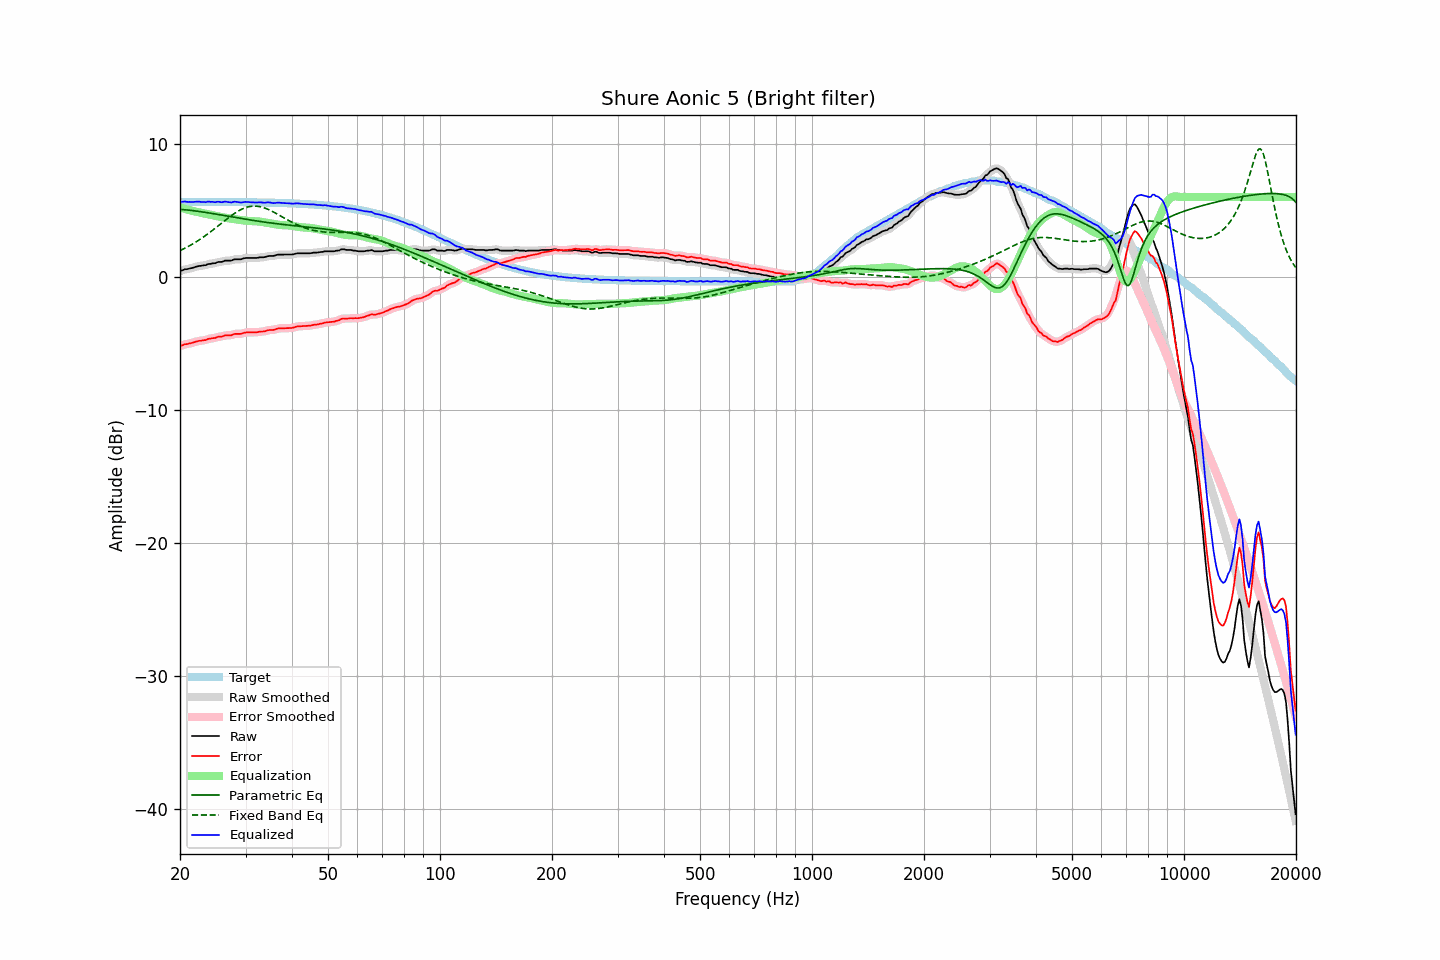 Shure Aonic 5 (Bright filter)
10
0
−10
−20
−30
−40
Amplitude (dBr)
Target
Raw Smoothed
Error Smoothed
Raw
Error
Equalization
Parametric Eq
Fixed Band Eq
Equalized
20 50 100 200 500 1000 2000 5000 10000 20000
Frequency (Hz)